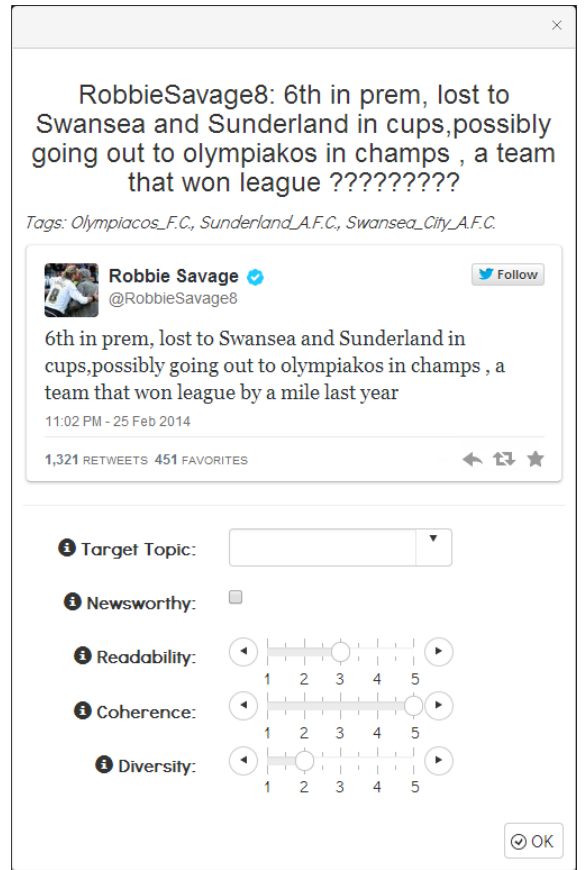 RobbieSavage8: 6th in prem, lost to
Swansea and Sunderland in cups,possibly
going out to olympiakos in champs , a team
that won league ?????????
Tags: Olympiacos_F.C., Sunderland_A.F.C., Swansea_City_A.F.C.
Robbie Savage
@RobbieSavage8
Follow
6th in prem, lost to Swansea and Sunderland in
cups,possibly going out to olympiakos in champs , a
team that won league by a mile last year
11:02 PM - 25 Feb 2014
1,321 RETWEETS 451 FAVORITES
Target Topic:
Newsworthy:
Readability:
1 2 3 4 5
Coherence:
1 2 3 4 5
Diversity:
1 2 3 4 5
OK